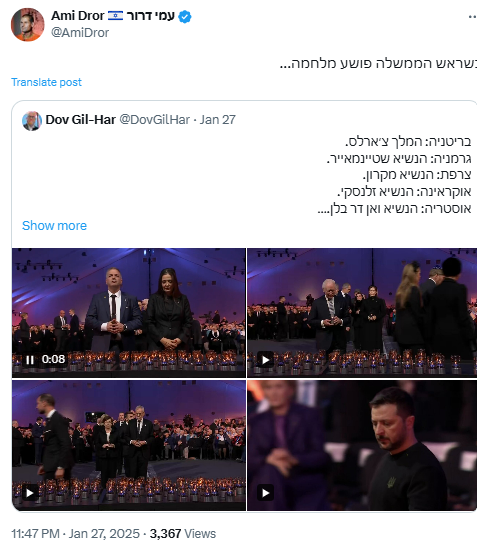 Ami Dror 🇮🇱 עמי דרור
@AmiDror
כשראש הממשלה פושע מלחמה...
Translate post
Dov Gil-Har @DovGilHar · Jan 27
בריטניה: המלך צ׳ארלס.
גרמניה: הנשיא שטיינמאייר.
צרפת: הנשיא מקרון.
אוקראינה: הנשיא זלנסקי.
אוסטריה: הנשיא ואן דר בלן....
Show more
0:08
11:47 PM · Jan 27, 2025 · 3,367 Views